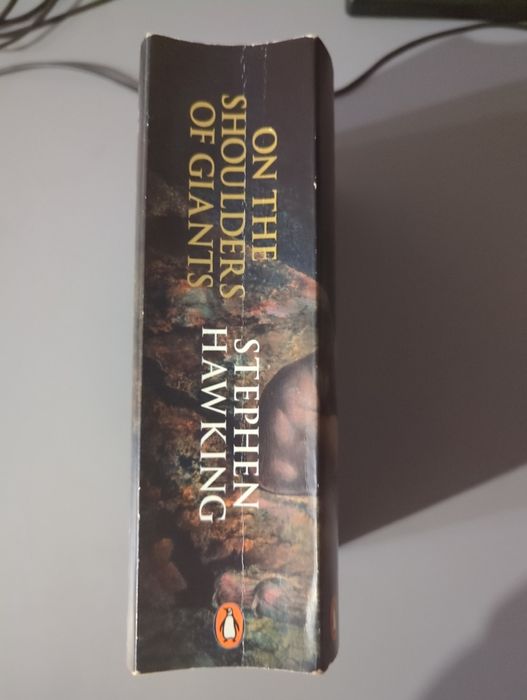 ON THE
SHOULDERS
OF GIANTS
STEPHEN
HAWKING